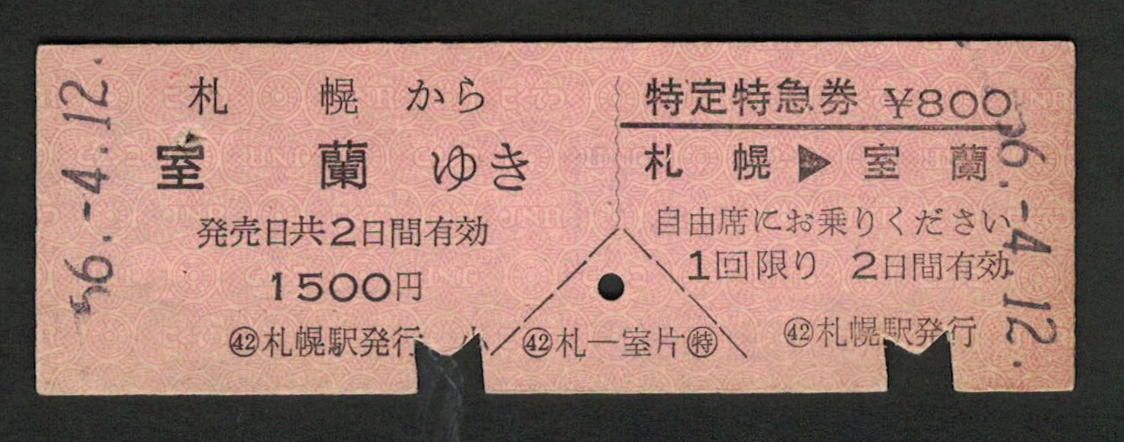 56.-4.12.
札幌から
室蘭ゆき
発売日共2日間有効
1500円
㊷札幌駅発行 小
㊷札―室片㊕
特定特急券 ¥800
札幌▶室蘭
自由席にお乗りください
1回限り 2日間有効
㊷札幌駅発行
56.-4.12.